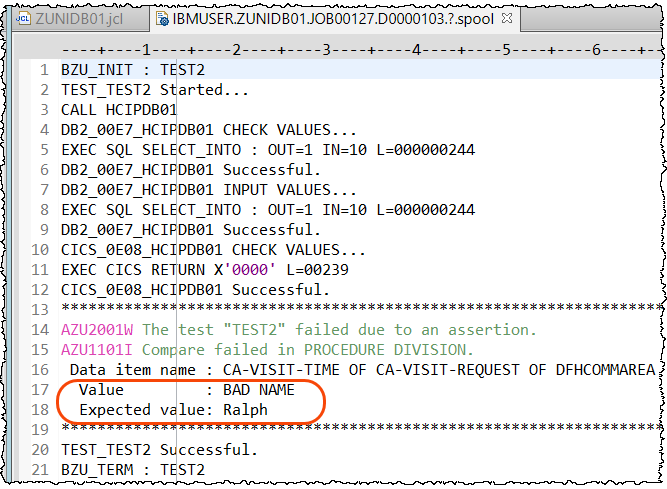 ZUNIDB01.jcl IBMUSER.ZUNIDB01.JOB00127.D0000103.?.spool
----+----1----+----2----+----3----+----4----+----5----+----6----+--
1 BZU_INIT : TEST2
2 TEST_TEST2 Started...
3 CALL HCIPDB01
4 DB2_00E7_HCIPDB01 CHECK VALUES...
5 EXEC SQL SELECT_INTO : OUT=1 IN=10 L=000000244
6 DB2_00E7_HCIPDB01 Successful.
7 DB2_00E7_HCIPDB01 INPUT VALUES...
8 EXEC SQL SELECT_INTO : OUT=1 IN=10 L=000000244
9 DB2_00E7_HCIPDB01 Successful.
10 CICS_0E08_HCIPDB01 CHECK VALUES...
11 EXEC CICS RETURN X'0000' L=00239
12 CICS_0E08_HCIPDB01 Successful.
13 ******************************************************************
14 AZU2001W The test "TEST2" failed due to an assertion.
15 AZU1101I Compare failed in PROCEDURE DIVISION.
16 Data item name : CA-VISIT-TIME OF CA-VISIT-REQUEST OF DFHCOMMAREA
17 Value : BAD NAME
18 Expected value: Ralph
19 ******************************************************************
20 TEST_TEST2 Successful.
21 BZU_TERM : TEST2